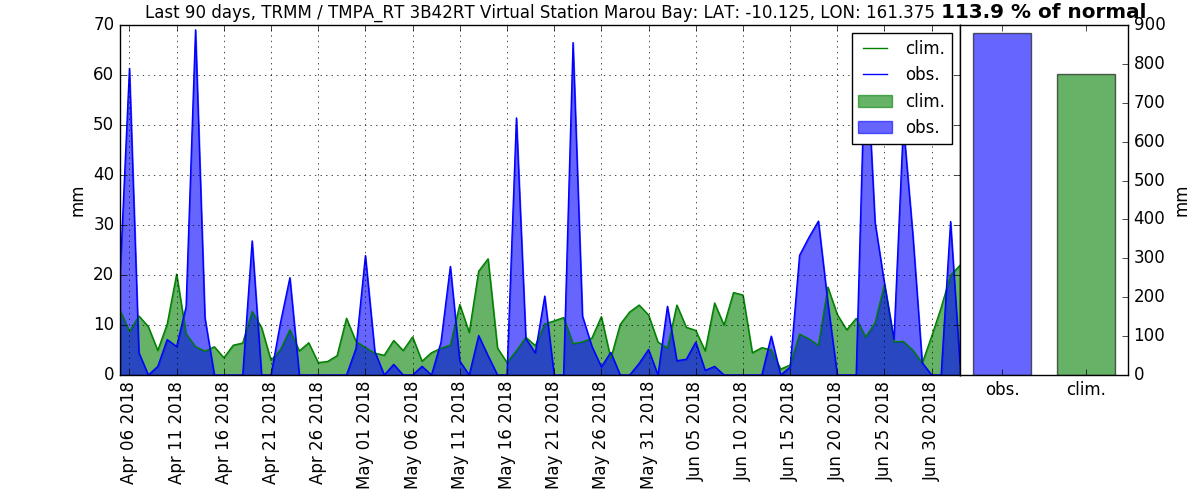 Last 90 days, TRMM / TMPA_RT 3B42RT Virtual Station Marou Bay: LAT: -10.125, LON: 161.375 113.9 % of normal
70
60
50
40
30
20
10
0
mm
clim.
obs.
clim.
obs.
900
800
700
600
500
400
300
200
100
0
mm
Apr 06 2018
Apr 11 2018
Apr 16 2018
Apr 21 2018
Apr 26 2018
May 01 2018
May 06 2018
May 11 2018
May 16 2018
May 21 2018
May 26 2018
May 31 2018
Jun 05 2018
Jun 10 2018
Jun 15 2018
Jun 20 2018
Jun 25 2018
Jun 30 2018
obs.
clim.